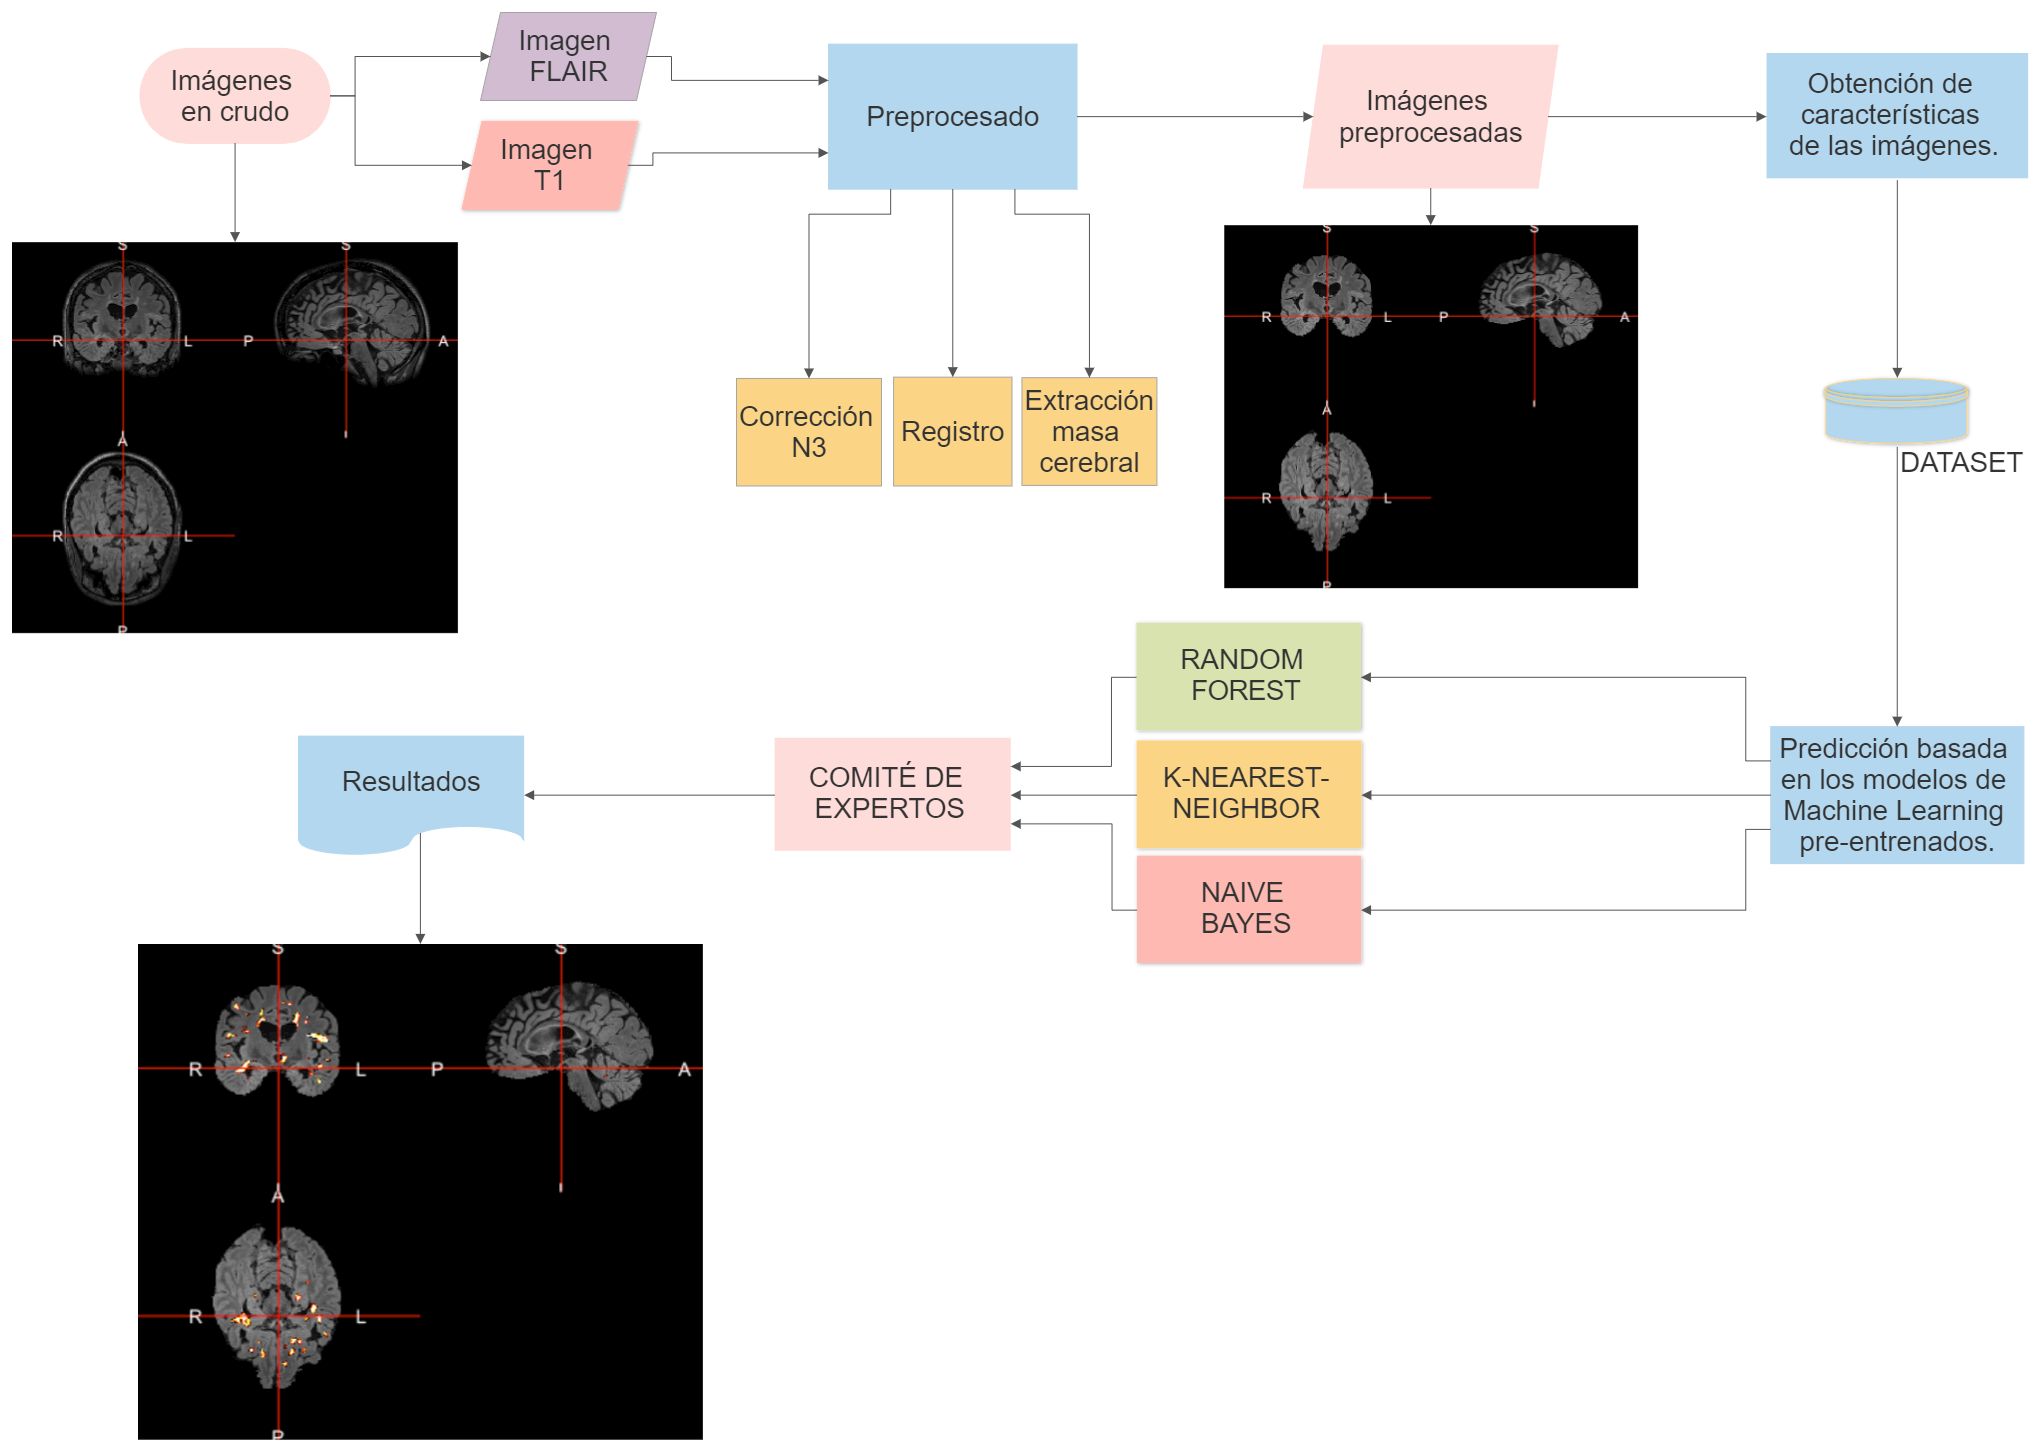 Imágenes
en crudo
Imagen
FLAIR
Imagen
T1
Preprocesado
Imágenes
preprocesadas
Obtención de
características
de las imágenes.
S
S
R
L
P
A
I
A
R
L
P
Corrección
N3
Registro
Extracción
masa
cerebral
S
S
R
L
P
A
I
A
R
L
P
DATASET
Predicción basada
en los modelos de
Machine Learning
pre-entrenados.
RANDOM
FOREST
K-NEAREST-
NEIGHBOR
NAIVE
BAYES
COMITÉ DE
EXPERTOS
Resultados
S
S
R
L
P
A
I
A
R
L
P